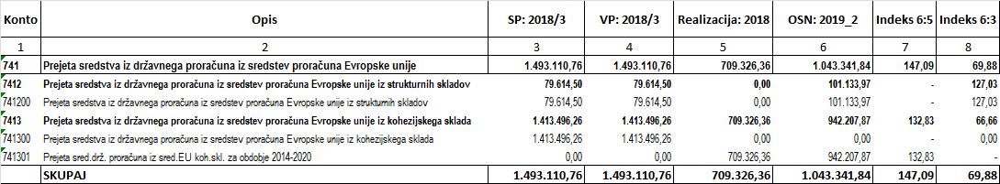 Konto Opis SP: 2018/3 VP: 2018/3 Realizacija: 2018 OSN: 2019_2 Indeks 6:5 Indeks 6:3
1 2 3 4 5 6 7 8
741 Prejeta sredstva iz državnega proračuna iz sredstev proračuna Evropske unije 1.493.110,76 1.493.110,76 709.326,36 1.043.341,84 147,09 69,88
7412 Prejeta sredstva iz državnega proračuna iz sredev proračuna Evropske unije iz strukturnih skladov 79.614,50 79.614,50 0,00 101.133,97 - 127,03
741200 Prejeta sredstva iz državnega proračuna iz sredstev proračuna Evropske unije iz strukturnih skladov 79.614,50 79.614,50 0,00 101.133,97 - 127,03
7413 Prejeta sredstva iz državnega proračuna iz sredstev proračuna Evropske unije iz kohezijskega sklada 1.413.496,26 1.413.496,26 709.326,36 942.207,87 132,83 66,66
741300 Prejeta sredstva iz državnega proračuna iz sredstev proračuna Evropske unije iz kohezijskega sklada 1.413.496,26 1.413.496,26 0,00 0,00 - 0,00
741301 Prejeta sred.drž. proračuna iz sred.EU koh.skl. za obdobje 2014-2020 0,00 0,00 709.326,36 942.207,87 132,83 -
SKUPAJ 1.493.110,76 1.493.110,76 709.326,36 1.043.341,84 147,09 69,88